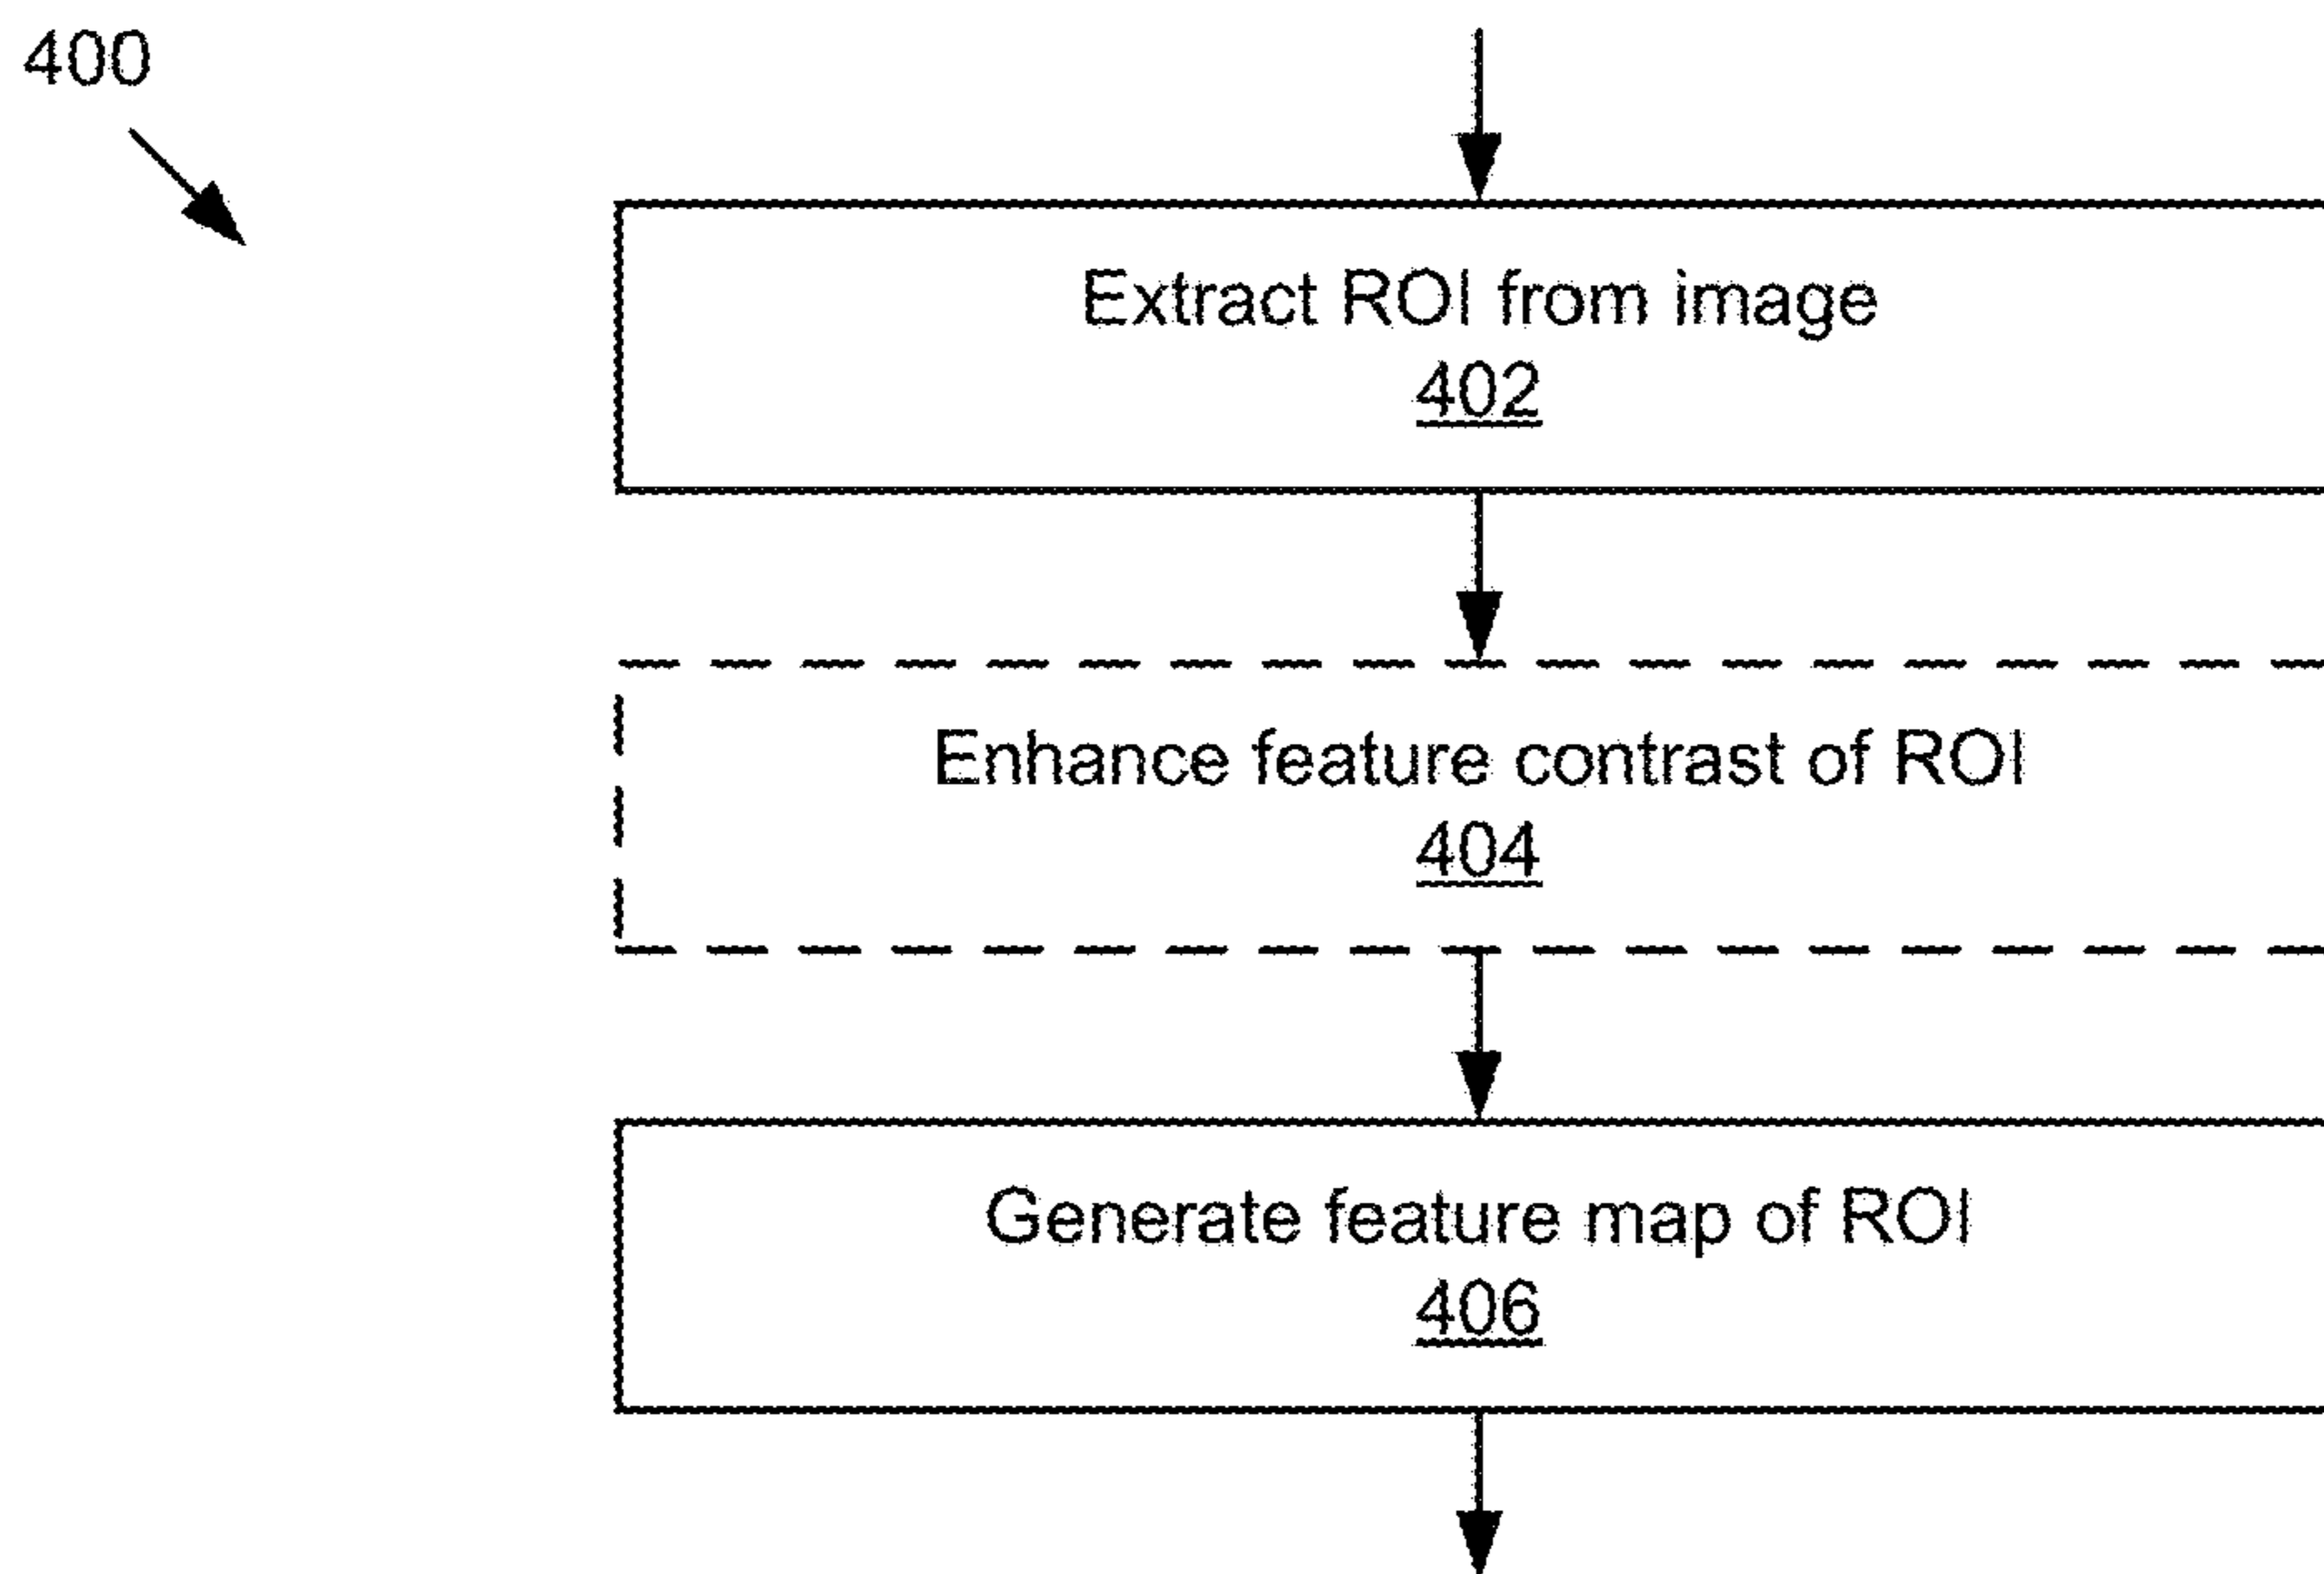 400
Extract ROI from image
402
Enhance feature contrast of ROI
404
Generate feature map of ROI
406